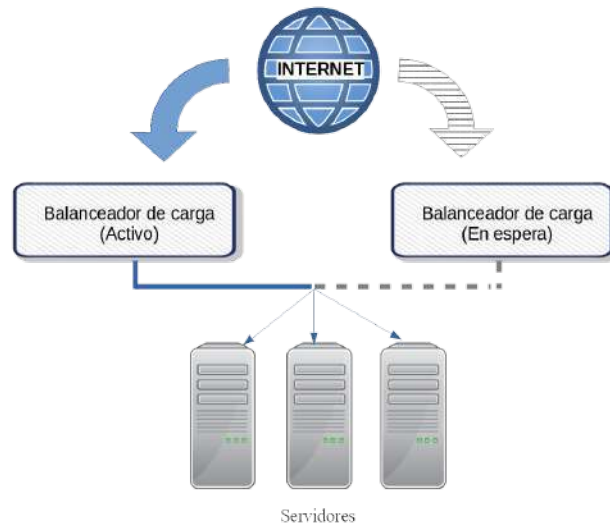 INTERNET
Balanceador de carga
(Activo)
Balanceador de carga
(En espera)
Servidores